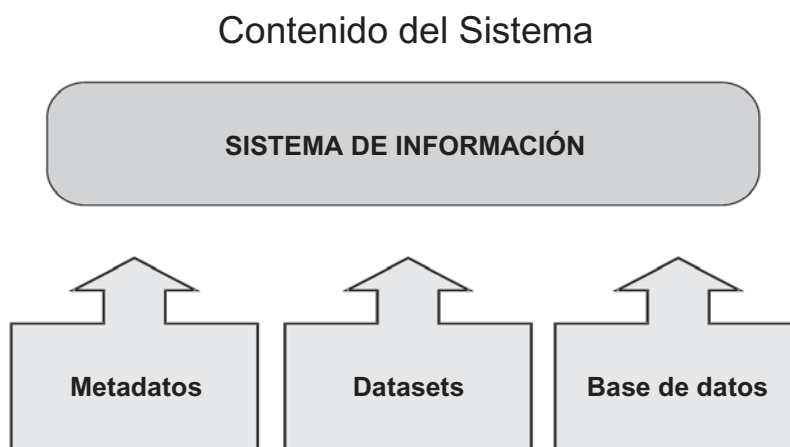 Contenido del Sistema
SISTEMA DE INFORMACIÓN
Metadatos
Datasets
Base de datos